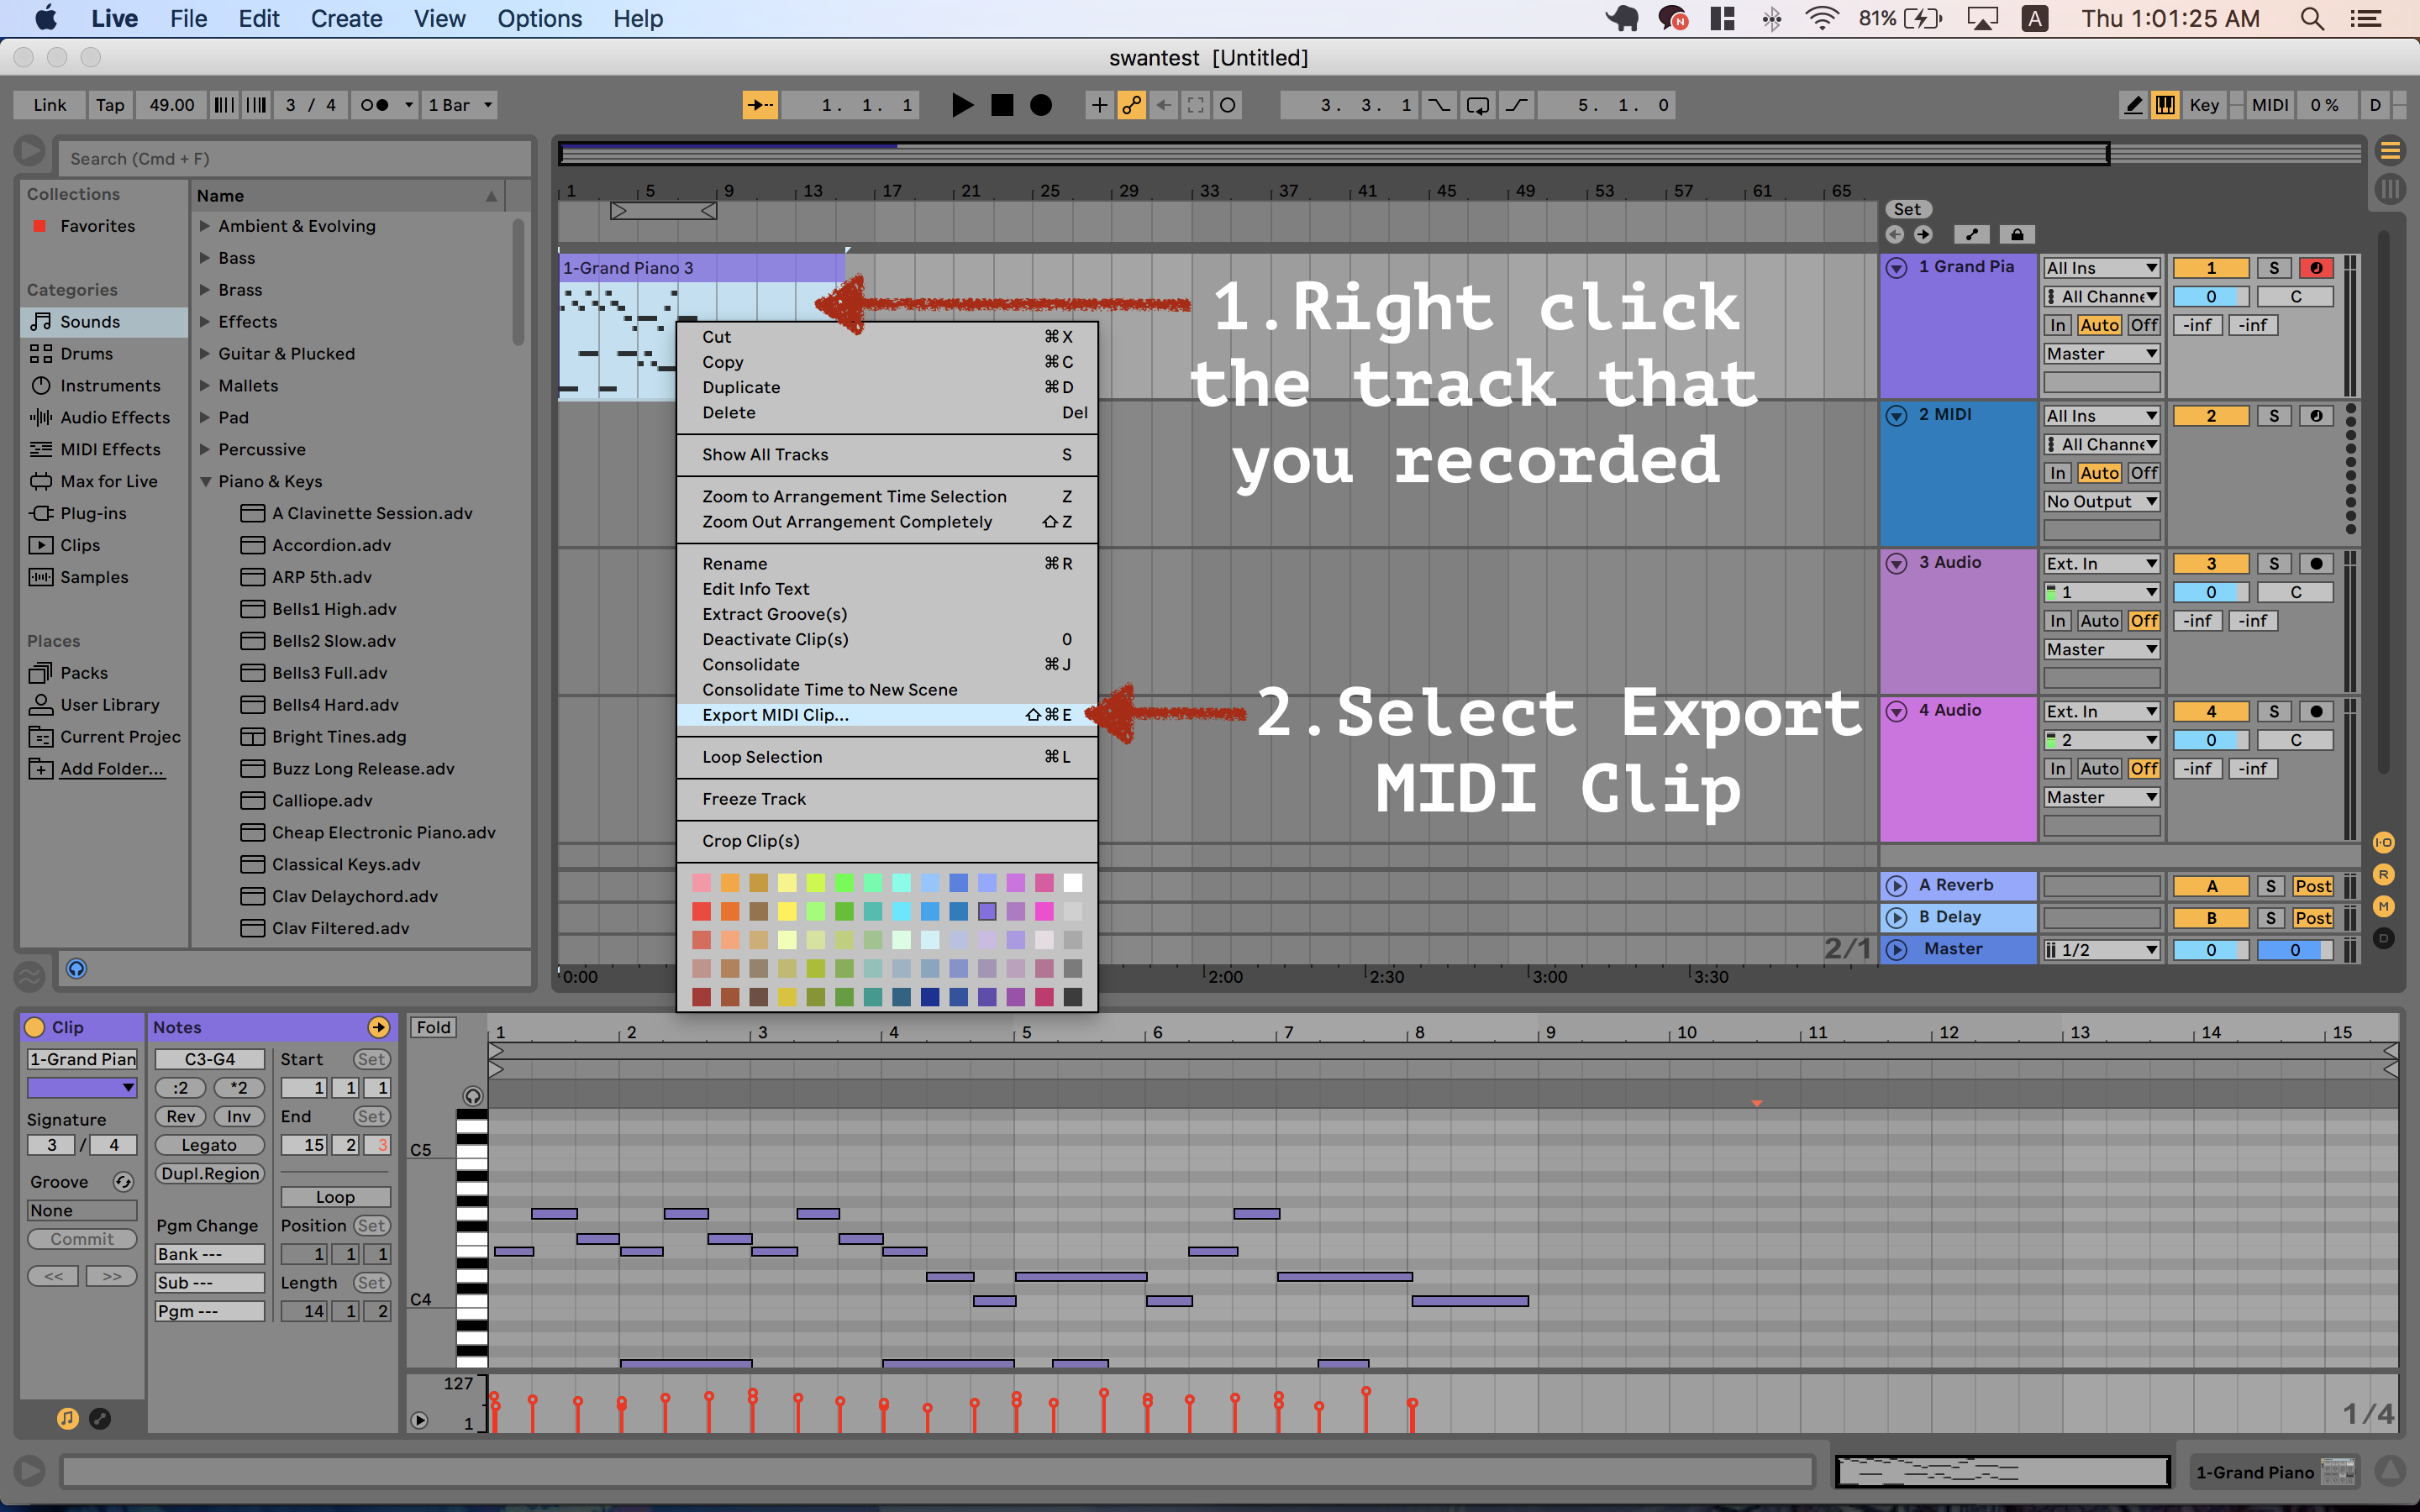 Live File Edit Create View Options Help 81% A Thu 1:01:25 AM
swantest [Untitled]
Link Tap 49.00 3 / 4 1 Bar 1. 1. 1 3. 3. 1 5. 1. 0 Key MIDI 0 % D
Search (Cmd + F)
Collections
Favorites
Categories
Sounds
Drums
Instruments
Audio Effects
MIDI Effects
Max for Live
Plug-ins
Clips
Samples
Places
Packs
User Library
Current Projec
Add Folder...
Name
Ambient & Evolving
Bass
Brass
Effects
Guitar & Plucked
Mallets
Pad
Percussive
Piano & Keys
A Clavinette Session.adv
Accordion.adv
ARP 5th.adv
Bells1 High.adv
Bells2 Slow.adv
Bells3 Full.adv
Bells4 Hard.adv
Bright Tines.adg
Buzz Long Release.adv
Calliope.adv
Cheap Electronic Piano.adv
Classical Keys.adv
Clav Delaychord.adv
Clav Filtered.adv
1 5 9 13 17 21 25 29 33 37 41 45 49 53 57 61 65
Set
1-Grand Piano 3
1.Right click
the track that
you recorded
Cut ⌘X
Copy ⌘C
Duplicate ⌘D
Delete Del
Show All Tracks S
Zoom to Arrangement Time Selection Z
Zoom Out Arrangement Completely ⇧Z
Rename ⌘R
Edit Info Text
Extract Groove(s)
Deactivate Clip(s) 0
Consolidate ⌘J
Consolidate Time to New Scene
Export MIDI Clip... ⇧⌘E
Loop Selection ⌘L
Freeze Track
Crop Clip(s)
2.Select Export
MIDI Clip
1 Grand Pia All Ins 1 S
All Channe 0 C
In Auto Off -inf -inf
Master
2 MIDI All Ins 2 S
All Channe
In Auto Off
No Output
3 Audio Ext. In 3 S
1 0 C
In Auto Off -inf -inf
Master
4 Audio Ext. In 4 S
2 0 C
In Auto Off -inf -inf
Master
I·O
R
M
D
A Reverb A S Post
B Delay B S Post
2/1 Master 1/2 0 0
0:00 2:00 2:30 3:00 3:30
Clip
1-Grand Pian
Signature
3 / 4
Groove
None
Commit
<< >>
Notes
C3-G4
:2 *2
Rev Inv
Legato
Dupl.Region
Pgm Change
Bank ---
Sub ---
Pgm ---
Start Set
1 1 1
End Set
15 2 3
Loop
Position Set
1 1 1
Length Set
14 1 2
Fold 1 2 3 4 5 6 7 8 9 10 11 12 13 14 15
C5
C4
127
1
1/4
1-Grand Piano